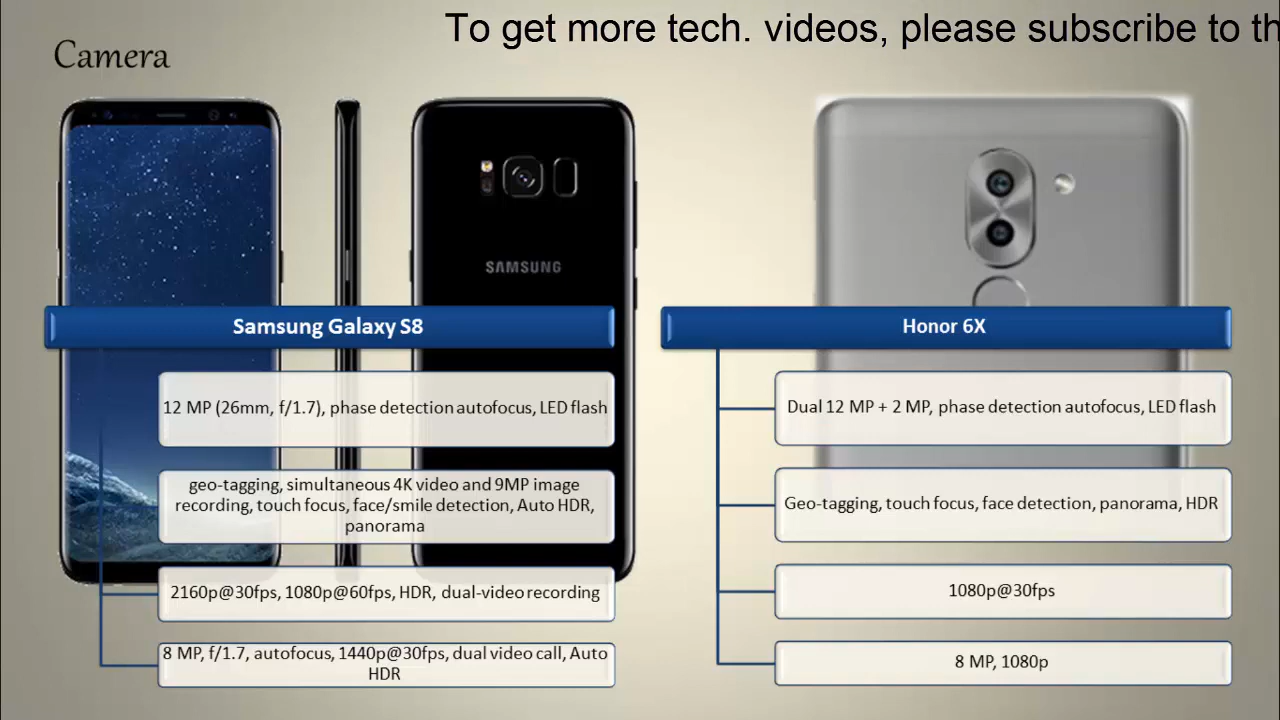 To get more tech. videos, please subscribe to th
Camera
SAMSUNG
Samsung Galaxy S8
12 MP (26mm, f/1.7), phase detection autofocus, LED flash
geo-tagging, simultaneous 4K video and 9MP image
recording, touch focus, face/smile detection, Auto HDR,
panorama
2160p@30fps, 1080p@60fps, HDR, dual-video recording
8 MP, f/1.7, autofocus, 1440p@30fps, dual video call, Auto
HDR
Honor 6X
Dual 12 MP + 2 MP, phase detection autofocus, LED flash
Geo-tagging, touch focus, face detection, panorama, HDR
1080p@30fps
8 MP, 1080p